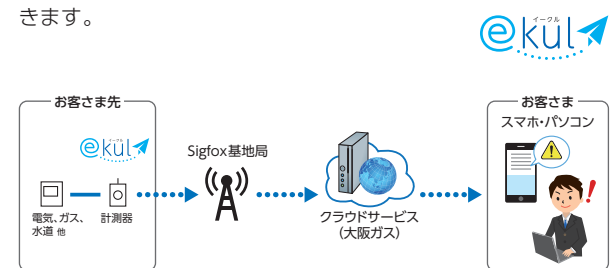 きます。
イークル
ekul
お客さま先
イークル
ekul
電気、ガス、
水道 他
計測器
Sigfox基地局
クラウドサービス
(大阪ガス)
お客さま
スマホ・パソコン